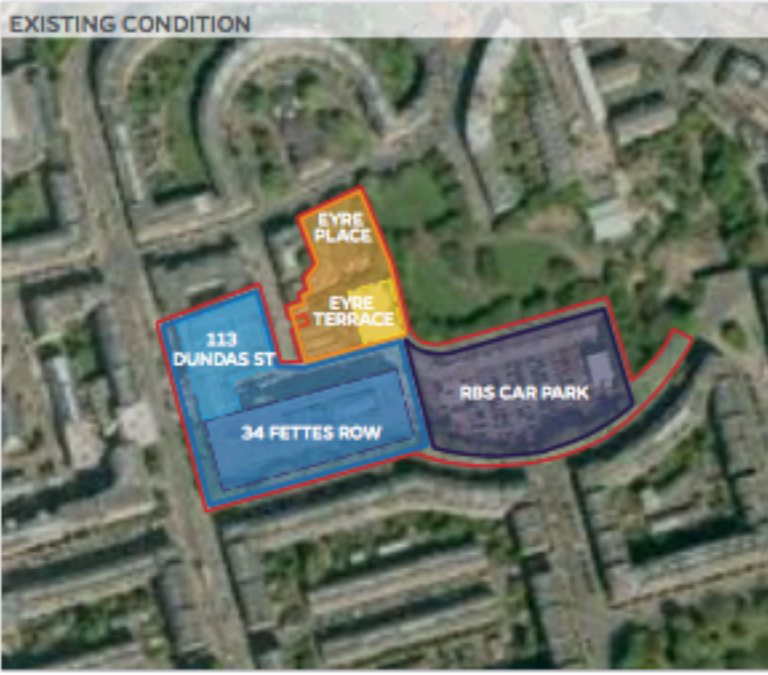 EXISTING CONDITION
EYRE
PLACE
EYRE
TERRACE
113
DUNDAS ST
RBS CAR PARK
34 FETTES ROW